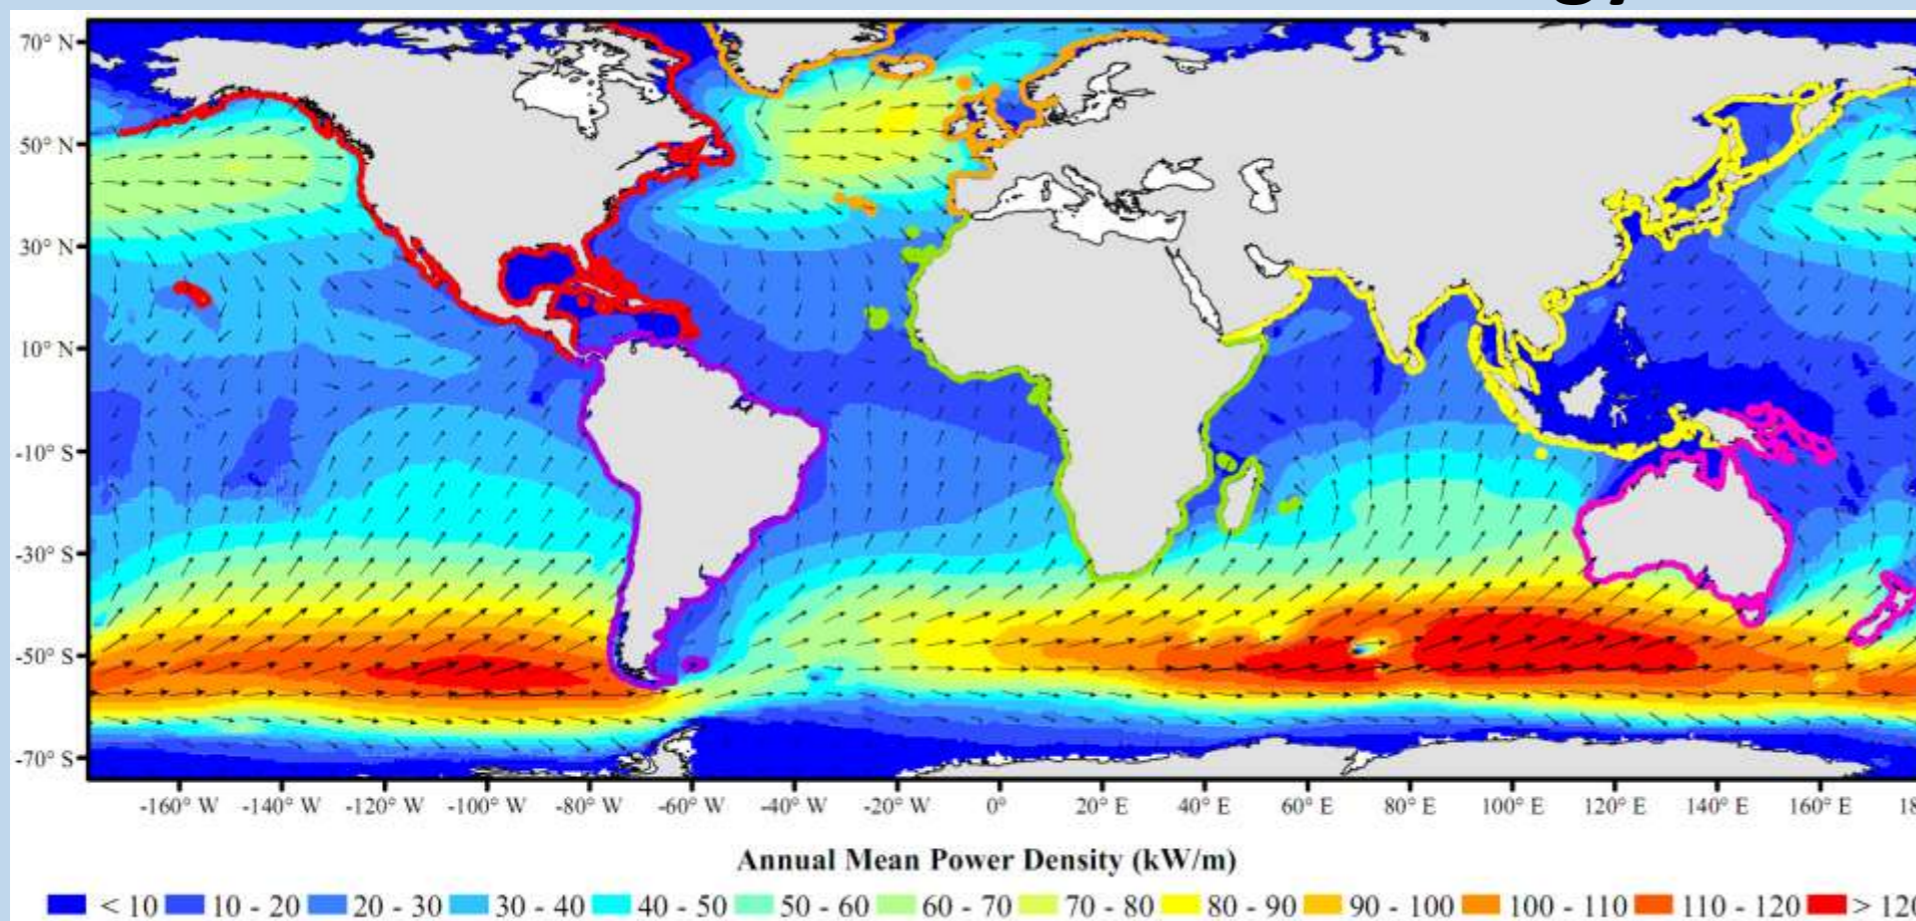 70° N
50° N
30° N
10° N
-10° S
-30° S
-50° S
-70° S
-160° W -140° W -120° W -100° W -80° W -60° W -40° W -20° W 0° 20° E 40° E 60° E 80° E 100° E 120° E 140° E 160° E
Annual Mean Power Density (kW/m)
< 10 10 - 20 20 - 30 30 - 40 40 - 50 50 - 60 60 - 70 70 - 80 80 - 90 90 - 100 100 - 110 110 - 120 > 120